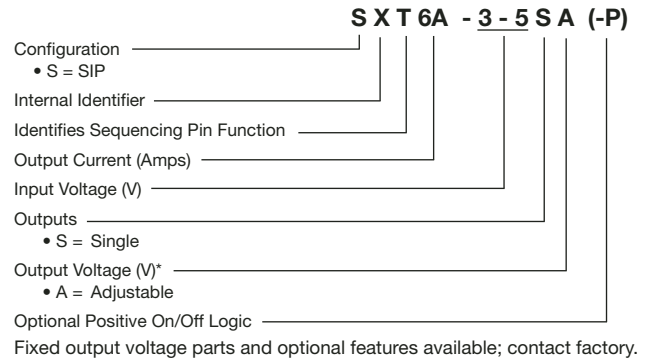 S X T 6A - 3 - 5 S A (-P)
Configuration
• S = SIP
Internal Identifier
Identifies Sequencing Pin Function
Output Current (Amps)
Input Voltage (V)
Outputs
• S = Single
Output Voltage (V)*
• A = Adjustable
Optional Positive On/Off Logic
Fixed output voltage parts and optional features available; contact factory.